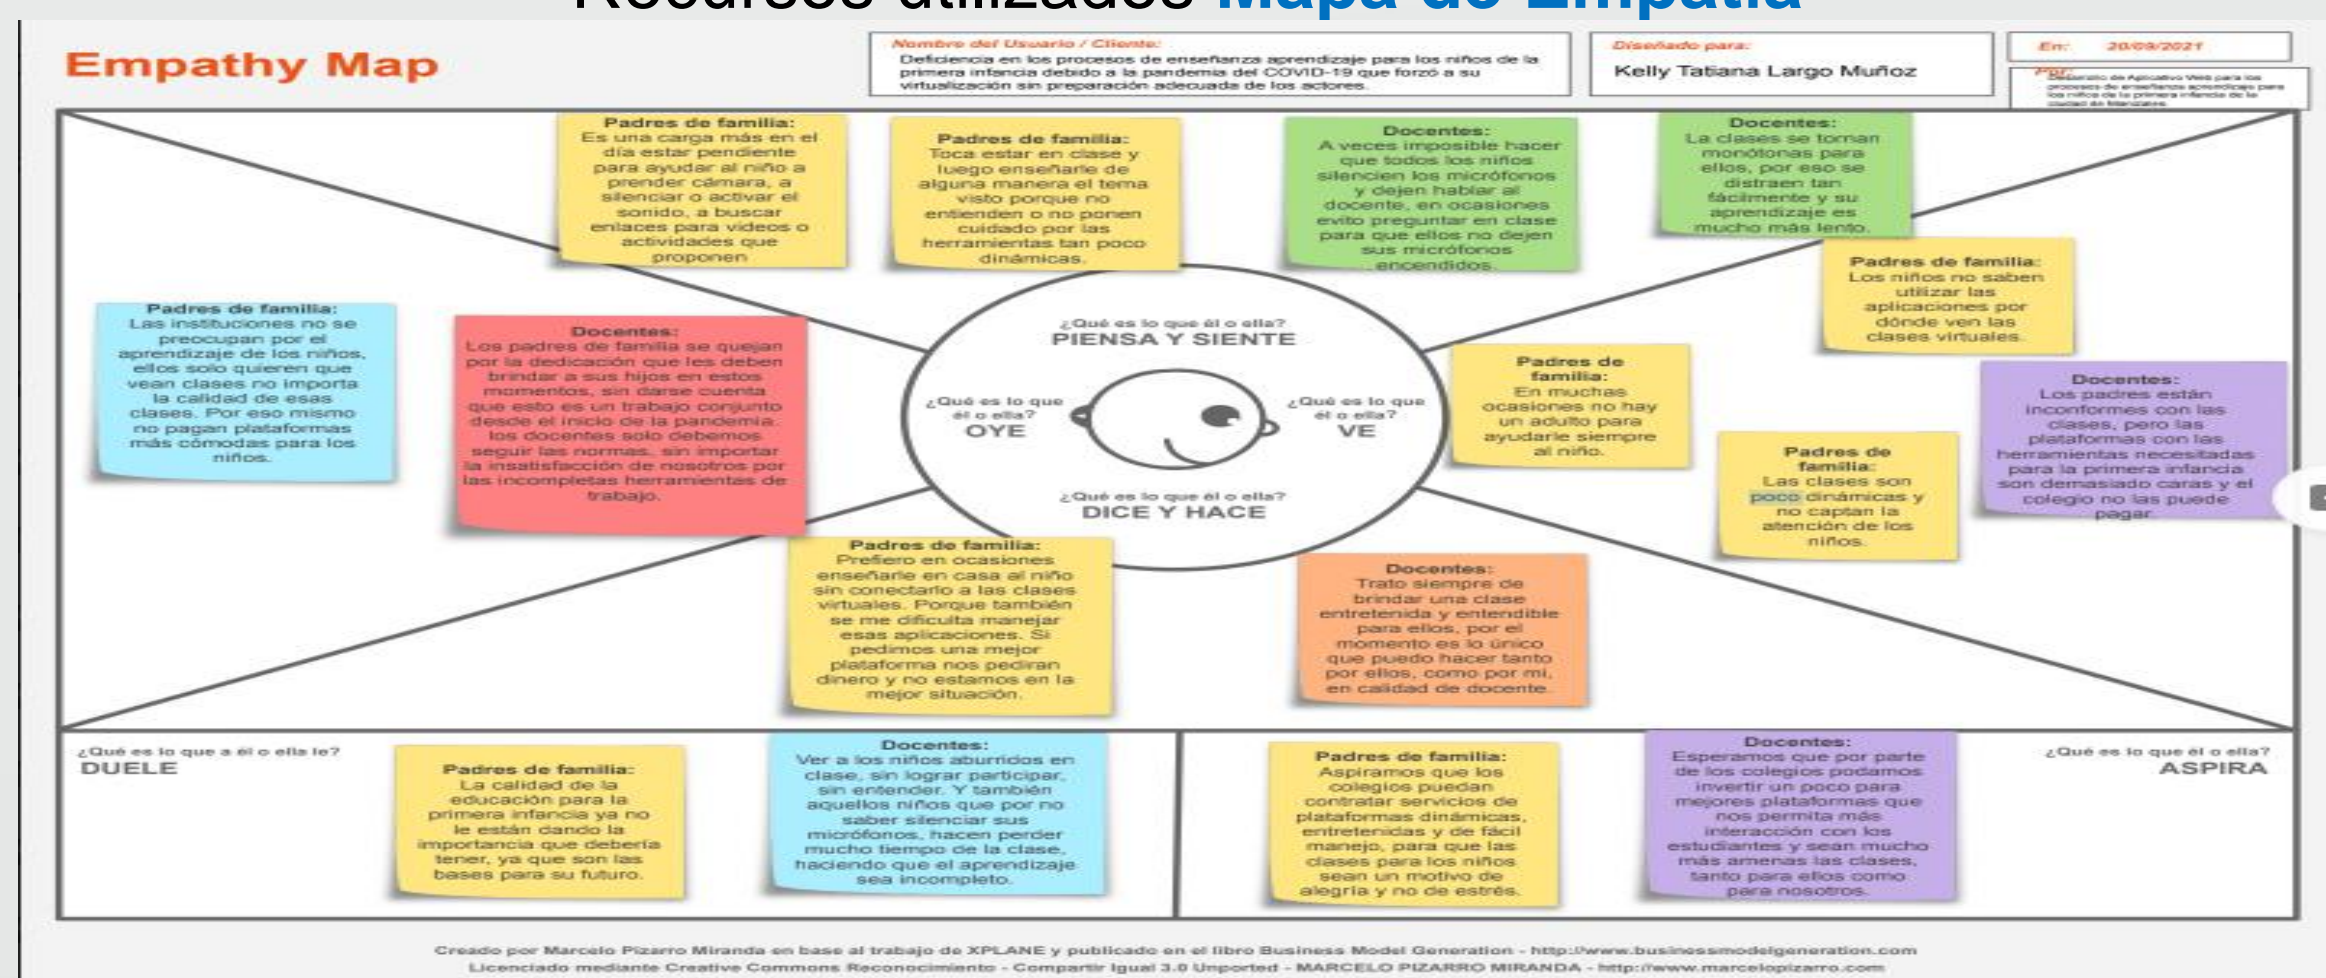 Recursos utilizados Mapa de Empatía
Empathy Map
Nombre del Usuario / Cliente:
Deficiencia en los procesos de enseñanza aprendizaje para los niños de la
primera infancia debido a la pandemia del COVID-19 que forzó a su
virtualización sin preparación adecuada de los actores.
Diseñado para:
Kelly Tatiana Largo Muñoz
En: 20/09/2021
Por:
Desarrollo de Aplicativo Web para los
procesos de enseñanza aprendizaje para
los niños de la primera infancia de la
ciudad de Manizales
Padres de familia:
Es una carga más en el
día estar pendiente
para ayudar al niño a
prender cámara, a
silenciar o activar el
sonido, a buscar
enlaces para videos o
actividades que
proponen
Padres de familia:
Toca estar en clase y
luego enseñarle de
alguna manera el tema
visto porque no
entienden o no ponen
cuidado por las
herramientas tan poco
dinámicas.
Docentes:
A veces imposible hacer
que todos los niños
silencien los micrófonos
y dejen hablar al
docente, en ocasiones
evito preguntar en clase
para que ellos no dejen
sus micrófonos
encendidos.
Docentes:
La clases se tornan
monótonas para
ellos, por eso se
distraen tan
fácilmente y su
aprendizaje es
mucho más lento.
Padres de familia:
Las instituciones no se
preocupan por el
aprendizaje de los niños,
ellos solo quieren que
vean clases no importa
la calidad de esas
clases. Por eso mismo
no pagan plataformas
más cómodas para los
niños.
Docentes:
Los padres de familia se quejan
por la dedicación que les deben
brindar a sus hijos en estos
momentos, sin darse cuenta
que esto es un trabajo conjunto
desde el inicio de la pandemia.
los docentes solo debemos
seguir las normas, sin importar
la insatisfacción de nosotros por
las incompletas herramientas de
trabajo.
¿Qué es lo que él o ella?
PIENSA Y SIENTE
¿Qué es lo que
él o ella?
OYE
¿Qué es lo que
él o ella?
VE
¿Qué es lo que él o ella?
DICE Y HACE
Padres de familia:
Los niños no saben
utilizar las
aplicaciones por
dónde ven las
clases virtuales.
Padres de
familia:
En muchas
ocasiones no hay
un adulto para
ayudarle siempre
al niño.
Padres de
familia:
Las clases son
poco dinámicas y
no captan la
atención de los
niños.
Docentes:
Los padres están
inconformes con las
clases, pero las
plataformas con las
herramientas necesitadas
para la primera infancia
son demasiado caras y el
colegio no las puede
pagar.
Padres de familia:
Prefiero en ocasiones
enseñarle en casa al niño
sin conectarlo a las clases
virtuales. Porque también
se me dificulta manejar
esas aplicaciones. Si
pedimos una mejor
plataforma nos pediran
dinero y no estamos en la
mejor situación.
Docentes:
Trato siempre de
brindar una clase
entretenida y entendible
para ellos, por el
momento es lo único
que puedo hacer tanto
por ellos, como por mi,
en calidad de docente.
¿Qué es lo que a él o ella le?
DUELE
Padres de familia:
La calidad de la
educación para la
primera infancia ya no
le están dando la
importancia que debería
tener, ya que son las
bases para su futuro.
Docentes:
Ver a los niños aburridos en
clase, sin lograr participar,
sin entender. Y también
aquellos niños que por no
saber silenciar sus
micrófonos, hacen perder
mucho tiempo de la clase,
haciendo que el aprendizaje
sea incompleto.
Padres de familia:
Aspiramos que los
colegios puedan
contratar servicios de
plataformas dinámicas,
entretenidas y de fácil
manejo, para que las
clases para los niños
sean un motivo de
alegría y no de estrés.
Docentes:
Esperamos que por parte
de los colegios podamos
invertir un poco para
mejores plataformas que
nos permita más
interacción con los
estudiantes y sean mucho
más amenas las clases,
tanto para ellos como
para nosotros.
¿Qué es lo que él o ella?
ASPIRA
Creado por Marcelo Pizarro Miranda en base al trabajo de XPLANE y publicado en el libro Business Model Generation - http://www.businessmodelgeneration.com
Licenciado mediante Creative Commons Reconocimiento - Compartir Igual 3.0 Unported - MARCELO PIZARRO MIRANDA - http://www.marcelopizarro.com